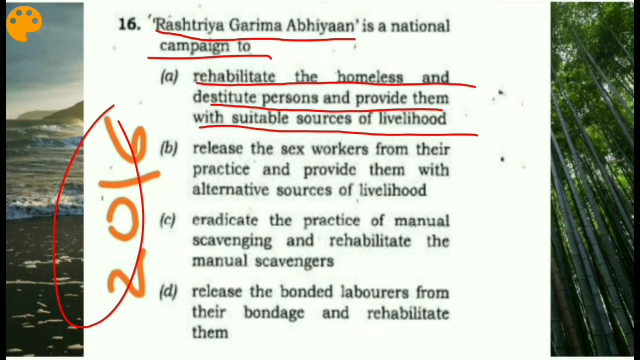 16. 'Rashtriya Garima Abhiyaan' is a national
campaign to
(a) rehabilitate the homeless and
destitute persons and provide them
with suitable sources of livelihood
(b) release the sex workers from their
practice and provide them with
alternative sources of livelihood
(c) eradicate the practice of manual
scavenging and rehabilitate the
manual scavengers
(d) release the bonded labourers from
their bondage and rehabilitate
them
2016